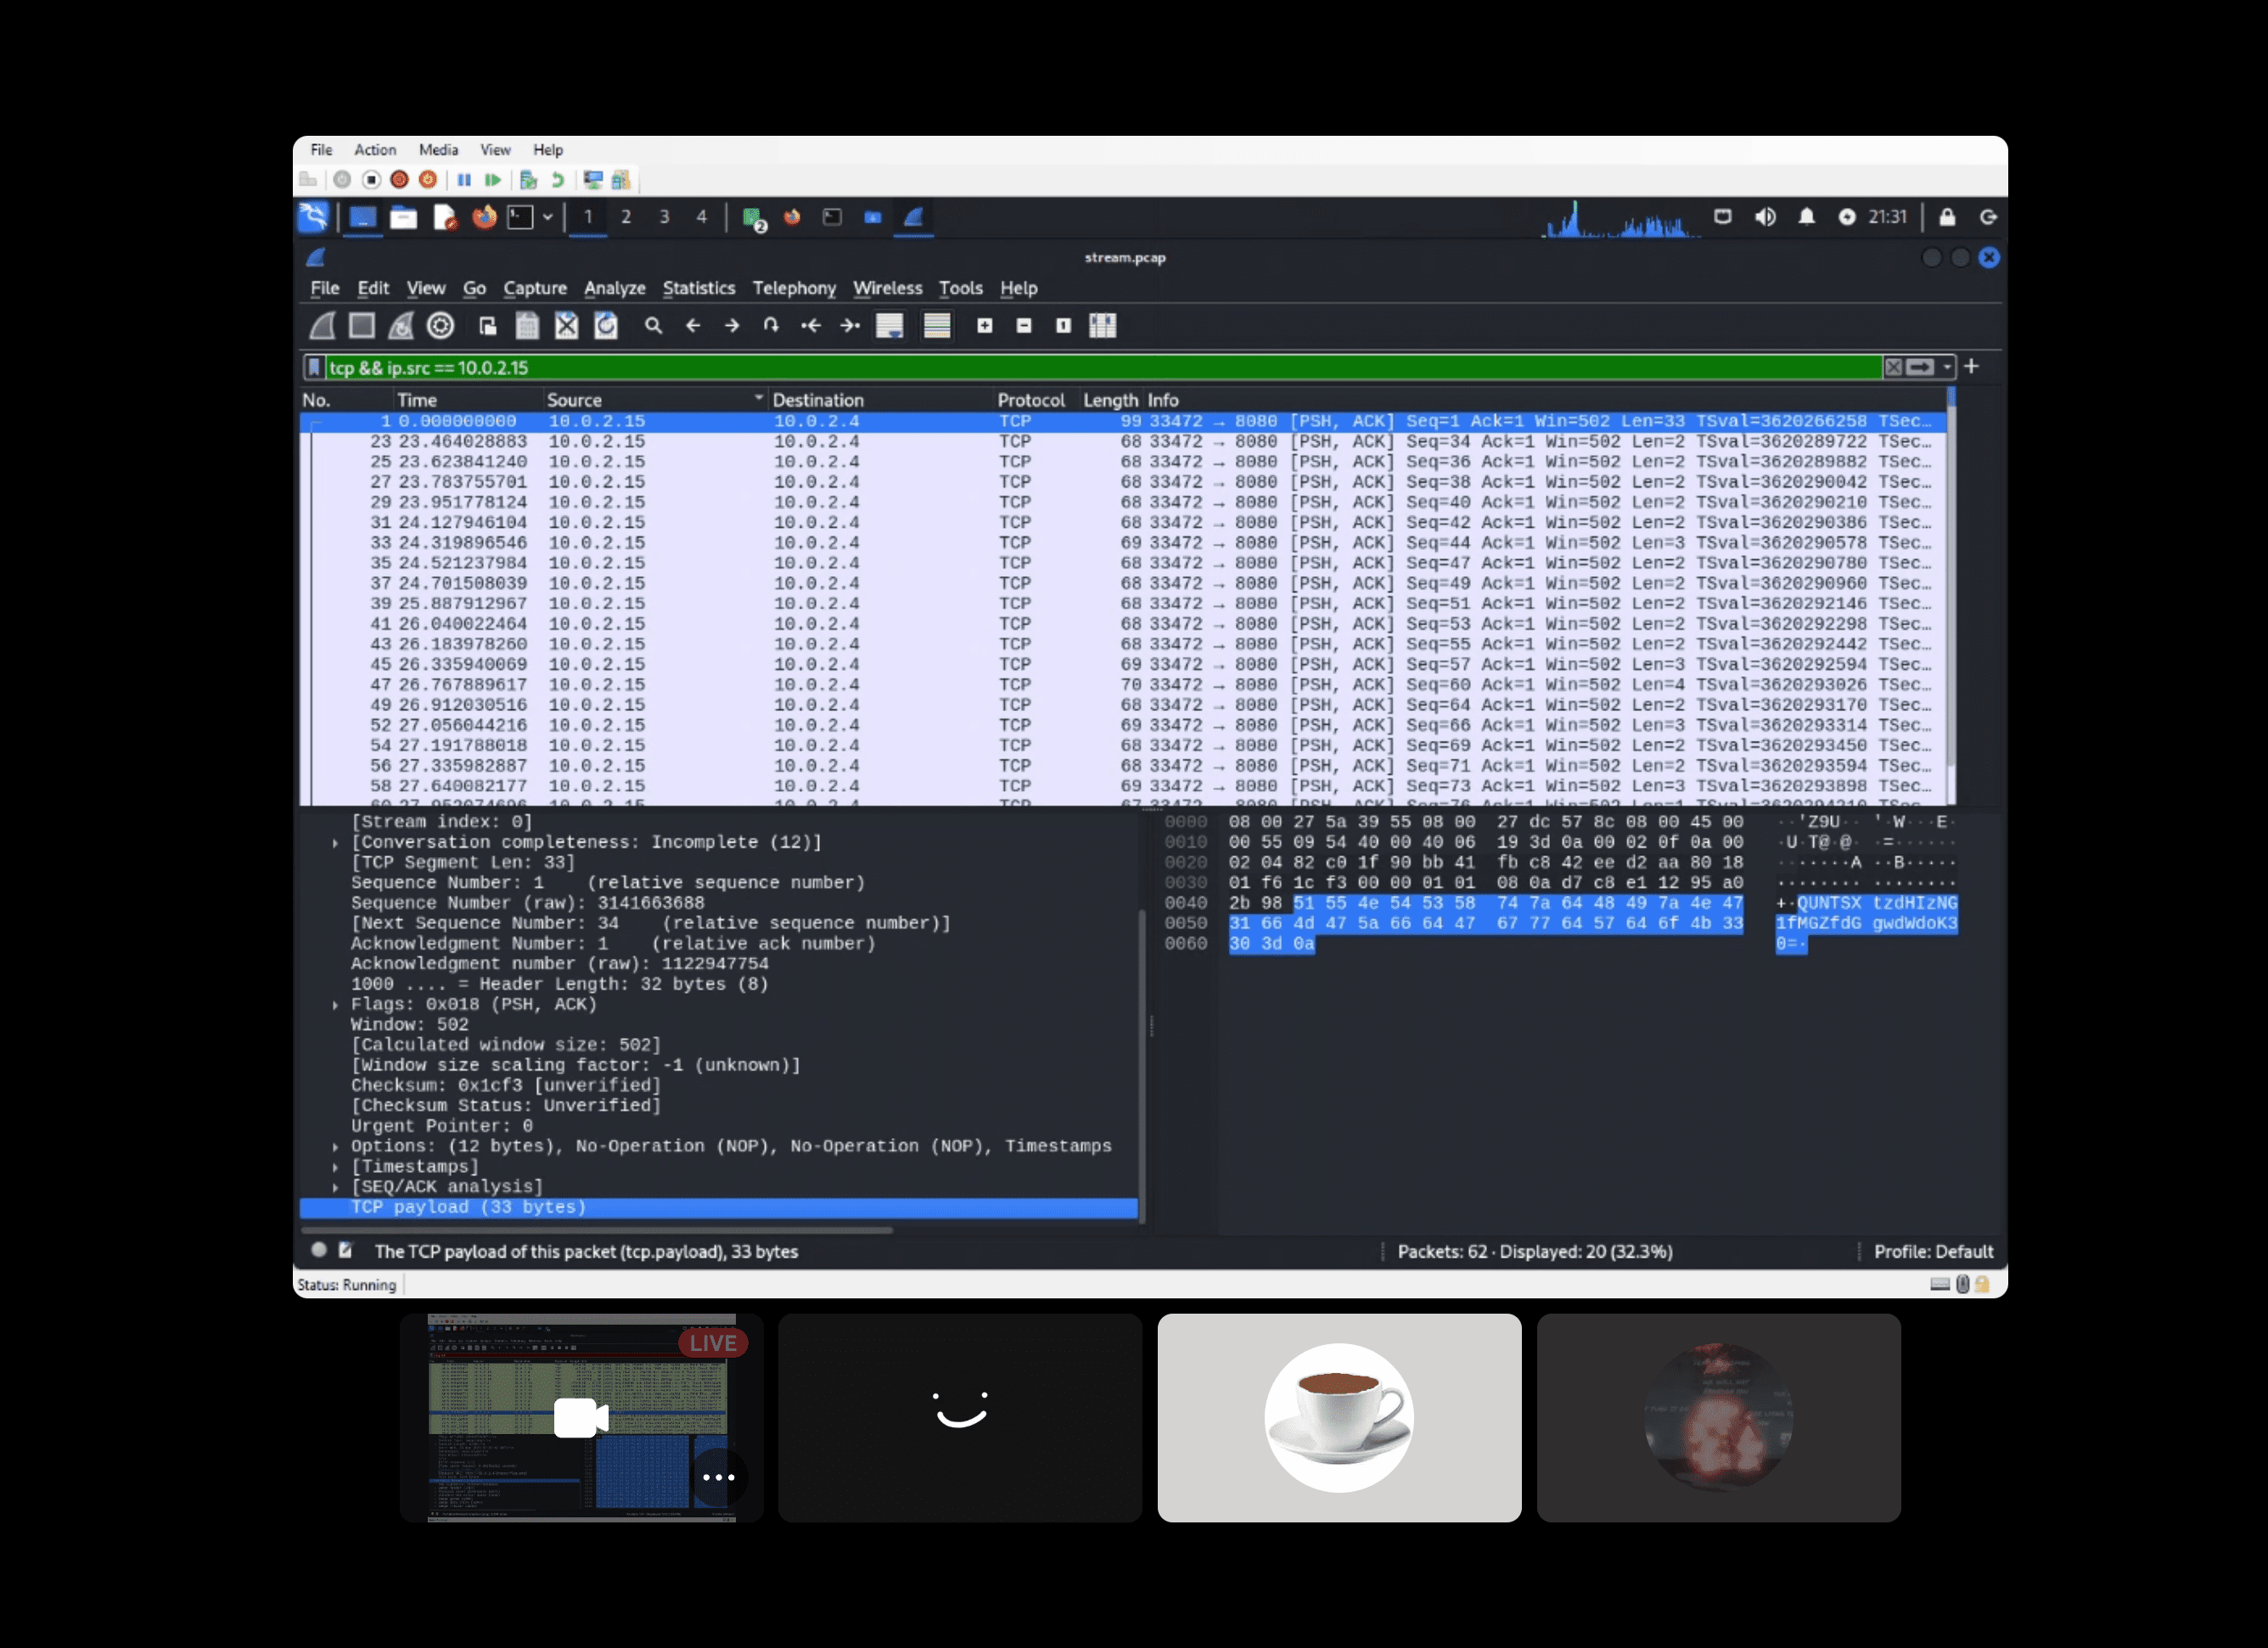 File Action Media View Help
1 2 3 4 2 21:31
stream.pcap
File Edit View Go Capture Analyze Statistics Telephony Wireless Tools Help
tcp && ip.src == 10.0.2.15
No. Time Source Destination Protocol Length Info
1 0.000000000 10.0.2.15 10.0.2.4 TCP 99 33472 → 8080 [PSH, ACK] Seq=1 Ack=1 Win=502 Len=33 TSval=3620266258 TSec…
23 23.464028883 10.0.2.15 10.0.2.4 TCP 68 33472 → 8080 [PSH, ACK] Seq=34 Ack=1 Win=502 Len=2 TSval=3620289722 TSec…
25 23.623841240 10.0.2.15 10.0.2.4 TCP 68 33472 → 8080 [PSH, ACK] Seq=36 Ack=1 Win=502 Len=2 TSval=3620289882 TSec…
27 23.783755701 10.0.2.15 10.0.2.4 TCP 68 33472 → 8080 [PSH, ACK] Seq=38 Ack=1 Win=502 Len=2 TSval=3620290042 TSec…
29 23.951778124 10.0.2.15 10.0.2.4 TCP 68 33472 → 8080 [PSH, ACK] Seq=40 Ack=1 Win=502 Len=2 TSval=3620290210 TSec…
31 24.127946104 10.0.2.15 10.0.2.4 TCP 68 33472 → 8080 [PSH, ACK] Seq=42 Ack=1 Win=502 Len=2 TSval=3620290386 TSec…
33 24.319896546 10.0.2.15 10.0.2.4 TCP 69 33472 → 8080 [PSH, ACK] Seq=44 Ack=1 Win=502 Len=3 TSval=3620290578 TSec…
35 24.521237984 10.0.2.15 10.0.2.4 TCP 68 33472 → 8080 [PSH, ACK] Seq=47 Ack=1 Win=502 Len=2 TSval=3620290780 TSec…
37 24.701508039 10.0.2.15 10.0.2.4 TCP 68 33472 → 8080 [PSH, ACK] Seq=49 Ack=1 Win=502 Len=2 TSval=3620290960 TSec…
39 25.887912967 10.0.2.15 10.0.2.4 TCP 68 33472 → 8080 [PSH, ACK] Seq=51 Ack=1 Win=502 Len=2 TSval=3620292146 TSec…
41 26.040022464 10.0.2.15 10.0.2.4 TCP 68 33472 → 8080 [PSH, ACK] Seq=53 Ack=1 Win=502 Len=2 TSval=3620292298 TSec…
43 26.183978260 10.0.2.15 10.0.2.4 TCP 68 33472 → 8080 [PSH, ACK] Seq=55 Ack=1 Win=502 Len=2 TSval=3620292442 TSec…
45 26.335940069 10.0.2.15 10.0.2.4 TCP 69 33472 → 8080 [PSH, ACK] Seq=57 Ack=1 Win=502 Len=3 TSval=3620292594 TSec…
47 26.767889617 10.0.2.15 10.0.2.4 TCP 70 33472 → 8080 [PSH, ACK] Seq=60 Ack=1 Win=502 Len=4 TSval=3620293026 TSec…
49 26.912030516 10.0.2.15 10.0.2.4 TCP 68 33472 → 8080 [PSH, ACK] Seq=64 Ack=1 Win=502 Len=2 TSval=3620293170 TSec…
52 27.056044216 10.0.2.15 10.0.2.4 TCP 69 33472 → 8080 [PSH, ACK] Seq=66 Ack=1 Win=502 Len=3 TSval=3620293314 TSec…
54 27.191788018 10.0.2.15 10.0.2.4 TCP 68 33472 → 8080 [PSH, ACK] Seq=69 Ack=1 Win=502 Len=2 TSval=3620293450 TSec…
56 27.335982887 10.0.2.15 10.0.2.4 TCP 68 33472 → 8080 [PSH, ACK] Seq=71 Ack=1 Win=502 Len=2 TSval=3620293594 TSec…
58 27.640082177 10.0.2.15 10.0.2.4 TCP 69 33472 → 8080 [PSH, ACK] Seq=73 Ack=1 Win=502 Len=3 TSval=3620293898 TSec…
[Stream index: 0]
[Conversation completeness: Incomplete (12)]
[TCP Segment Len: 33]
Sequence Number: 1 (relative sequence number)
Sequence Number (raw): 3141663688
[Next Sequence Number: 34 (relative sequence number)]
Acknowledgment Number: 1 (relative ack number)
Acknowledgment number (raw): 1122947754
1000 .... = Header Length: 32 bytes (8)
Flags: 0x018 (PSH, ACK)
Window: 502
[Calculated window size: 502]
[Window size scaling factor: -1 (unknown)]
Checksum: 0x1cf3 [unverified]
[Checksum Status: Unverified]
Urgent Pointer: 0
Options: (12 bytes), No-Operation (NOP), No-Operation (NOP), Timestamps
[Timestamps]
[SEQ/ACK analysis]
TCP payload (33 bytes)
0000 08 00 27 5a 39 55 08 00 27 dc 57 8c 08 00 45 00 ··'Z9U·· '·W···E·
0010 00 55 09 54 40 00 40 06 19 3d 0a 00 02 0f 0a 00 ·U·T@·@· ·=······
0020 02 04 82 c0 1f 90 bb 41 fb c8 42 ee d2 aa 80 18 ·······A ··B·····
0030 01 f6 1c f3 00 00 01 01 08 0a d7 c8 e1 12 95 a0 ········ ········
0040 2b 98 51 55 4e 54 53 58 74 7a 64 48 49 7a 4e 47 +·QUNTSX tzdHIzNG
0050 31 66 4d 47 5a 66 64 47 67 77 64 57 64 6f 4b 33 1fMGZfdG gwdWdoK3
0060 30 3d 0a 0=·
The TCP payload of this packet (tcp.payload), 33 bytes
Packets: 62 · Displayed: 20 (32.3%)
Profile: Default
Status: Running
LIVE